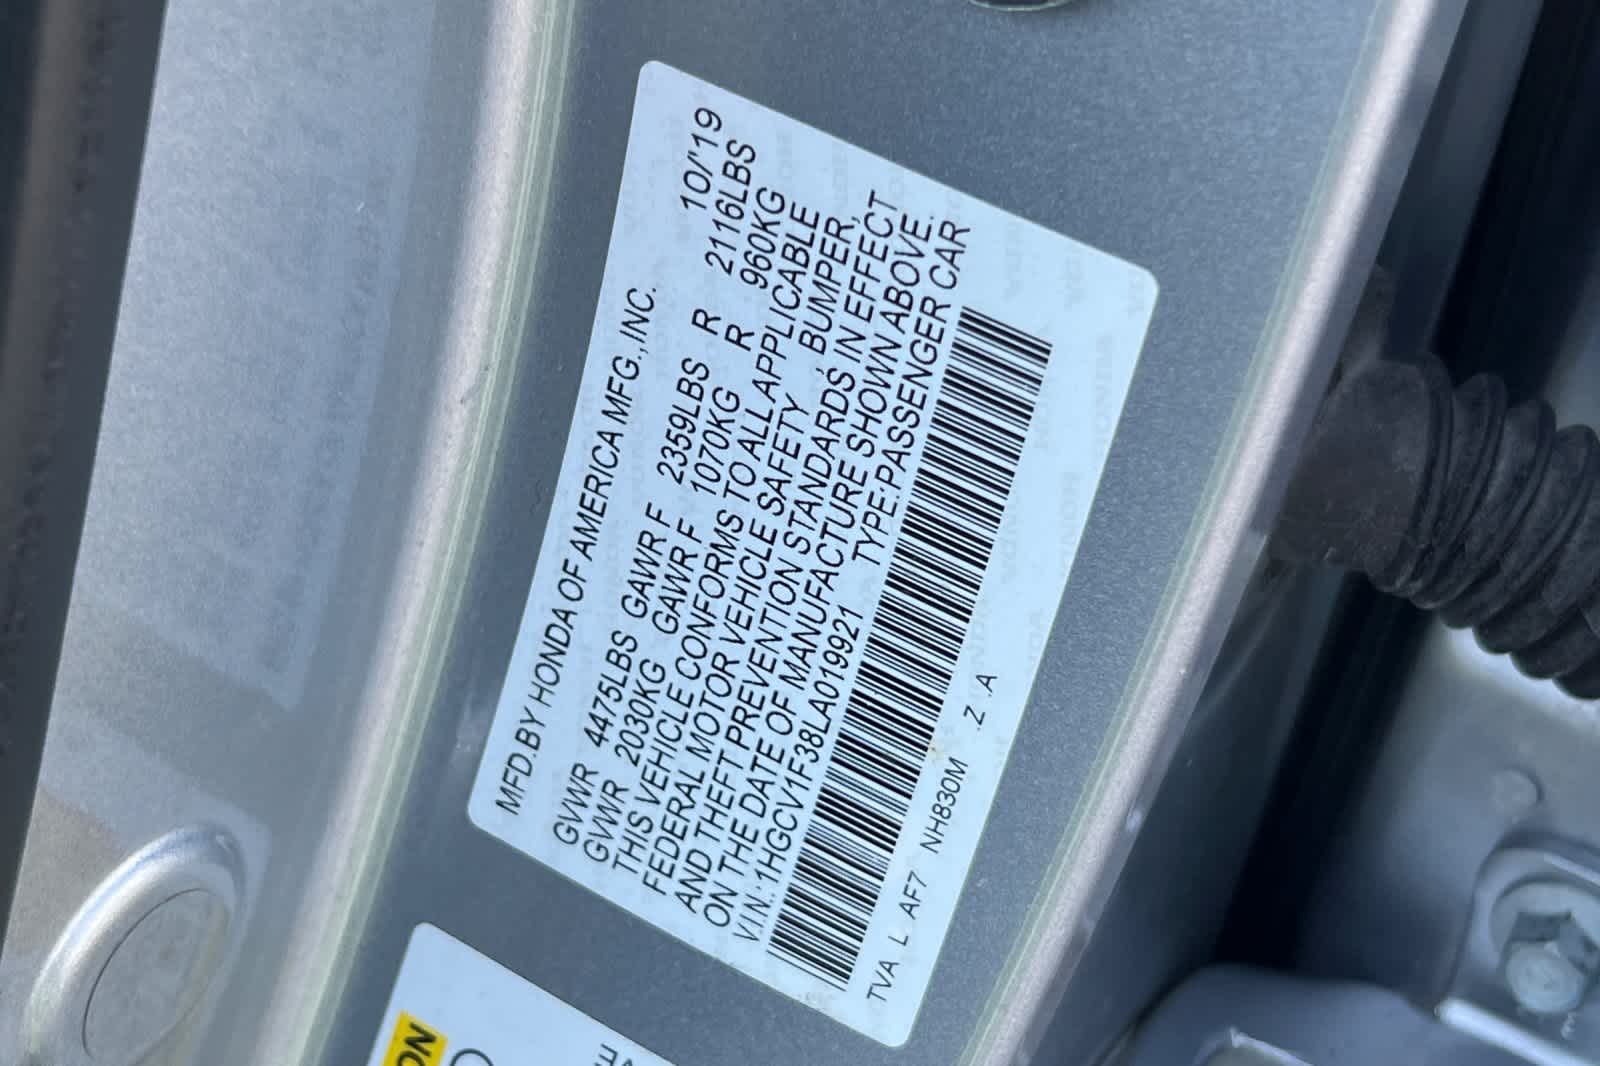 MFD.BY HONDA OF AMERICA MFG.,INC. 10/'19
GVWR 4475LBS GAWR F 2359LBS R 2116LBS
GVWR 2030KG GAWR F 1070KG R 960KG
THIS VEHICLE CONFORMS TO ALL APPLICABLE
FEDERAL MOTOR VEHICLE SAFETY, BUMPER,
AND THEFT PREVENTION STANDARDS, IN EFFECT
ON THE DATE OF MANUFACTURE SHOWN ABOVE.
V.I.N.:1HGCV1F38LA019921 TYPE:PASSENGER CAR
TVA L AF7 NH830M .Z .A